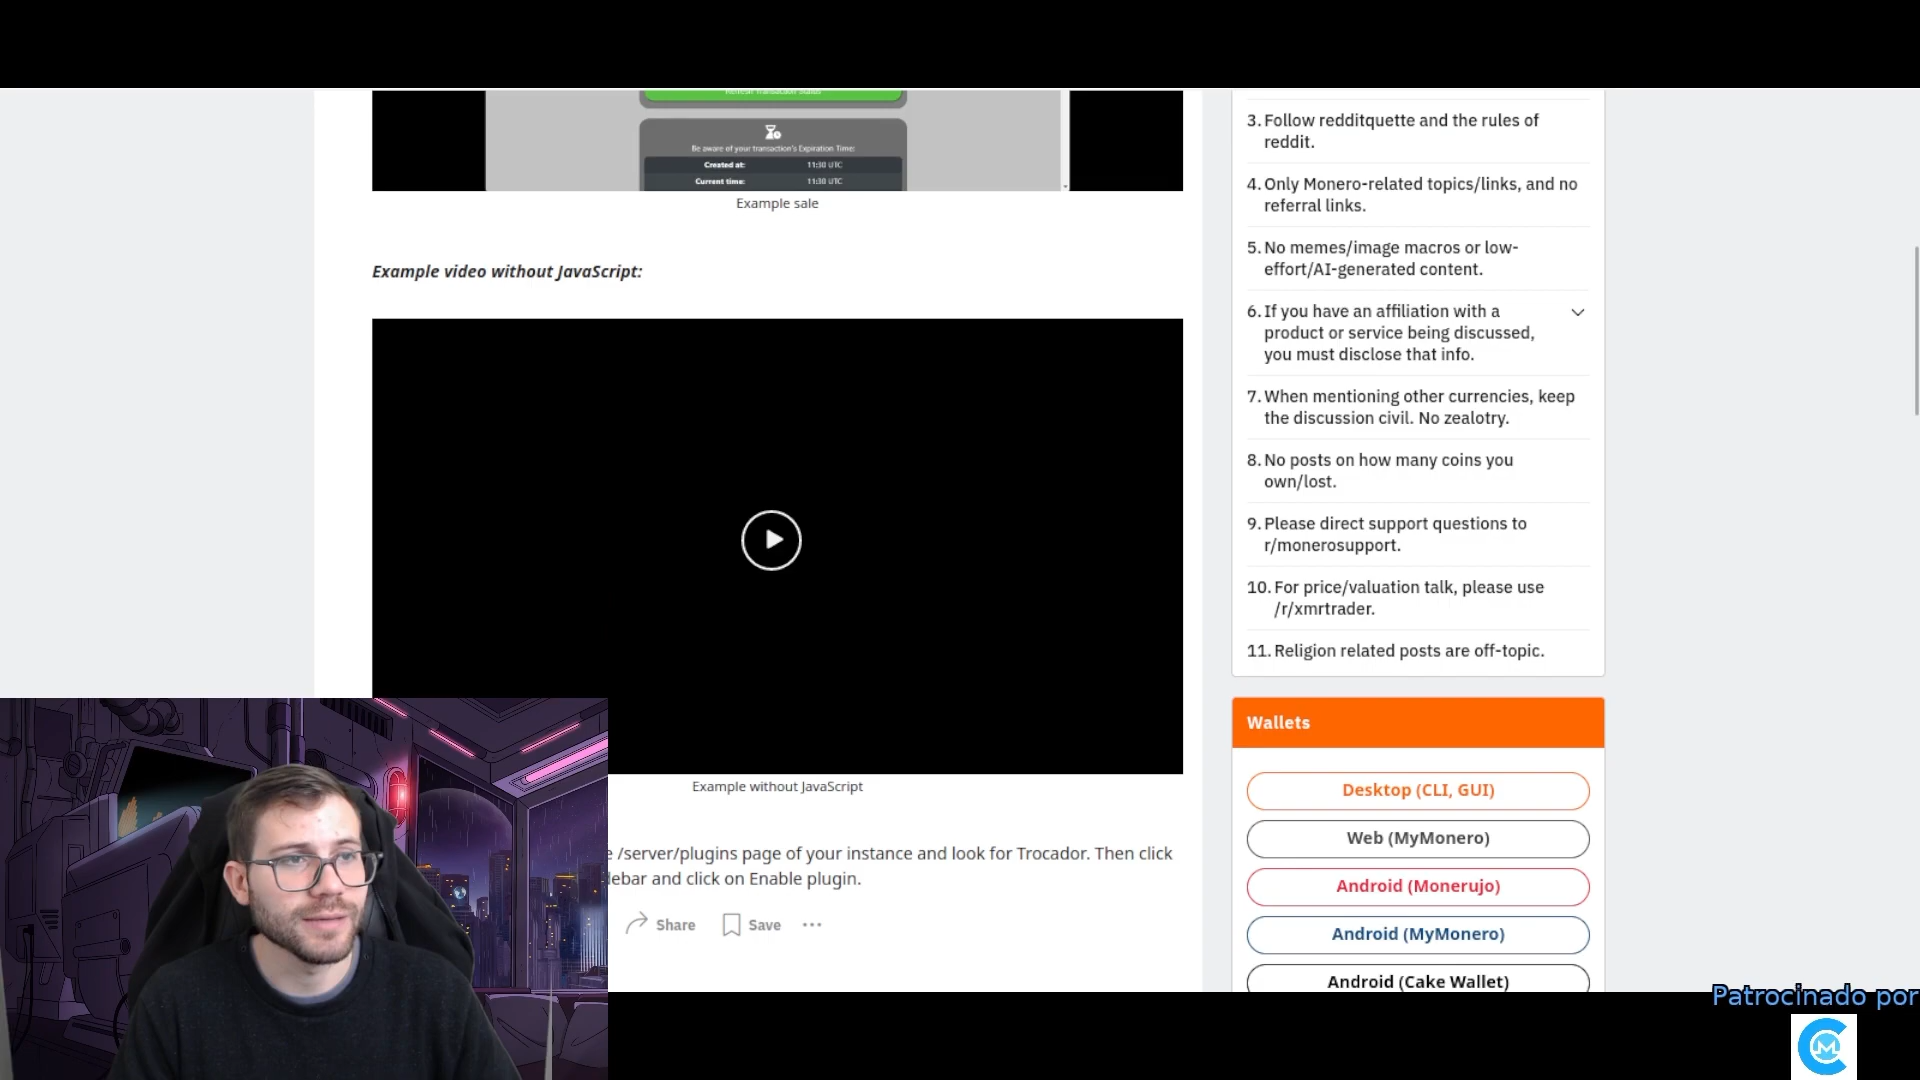 Refresh Transaction Status
Be aware of your transaction's Expiration Time:
Created at: 11:30 UTC
Current time: 11:30 UTC
Example sale
Example video without JavaScript:
Example without JavaScript
/server/plugins page of your instance and look for Trocador. Then click
and click on Enable plugin.
Share Save
3. Follow redditquette and the rules of
reddit.
4. Only Monero-related topics/links, and no
referral links.
5. No memes/image macros or low-
effort/AI-generated content.
6. If you have an affiliation with a
product or service being discussed,
you must disclose that info.
7. When mentioning other currencies, keep
the discussion civil. No zealotry.
8. No posts on how many coins you
own/lost.
9. Please direct support questions to
r/monerosupport.
10. For price/valuation talk, please use
/r/xmrtrader.
11. Religion related posts are off-topic.
Wallets
Desktop (CLI, GUI)
Web (MyMonero)
Android (Monerujo)
Android (MyMonero)
Android (Cake Wallet)
Patrocinado por